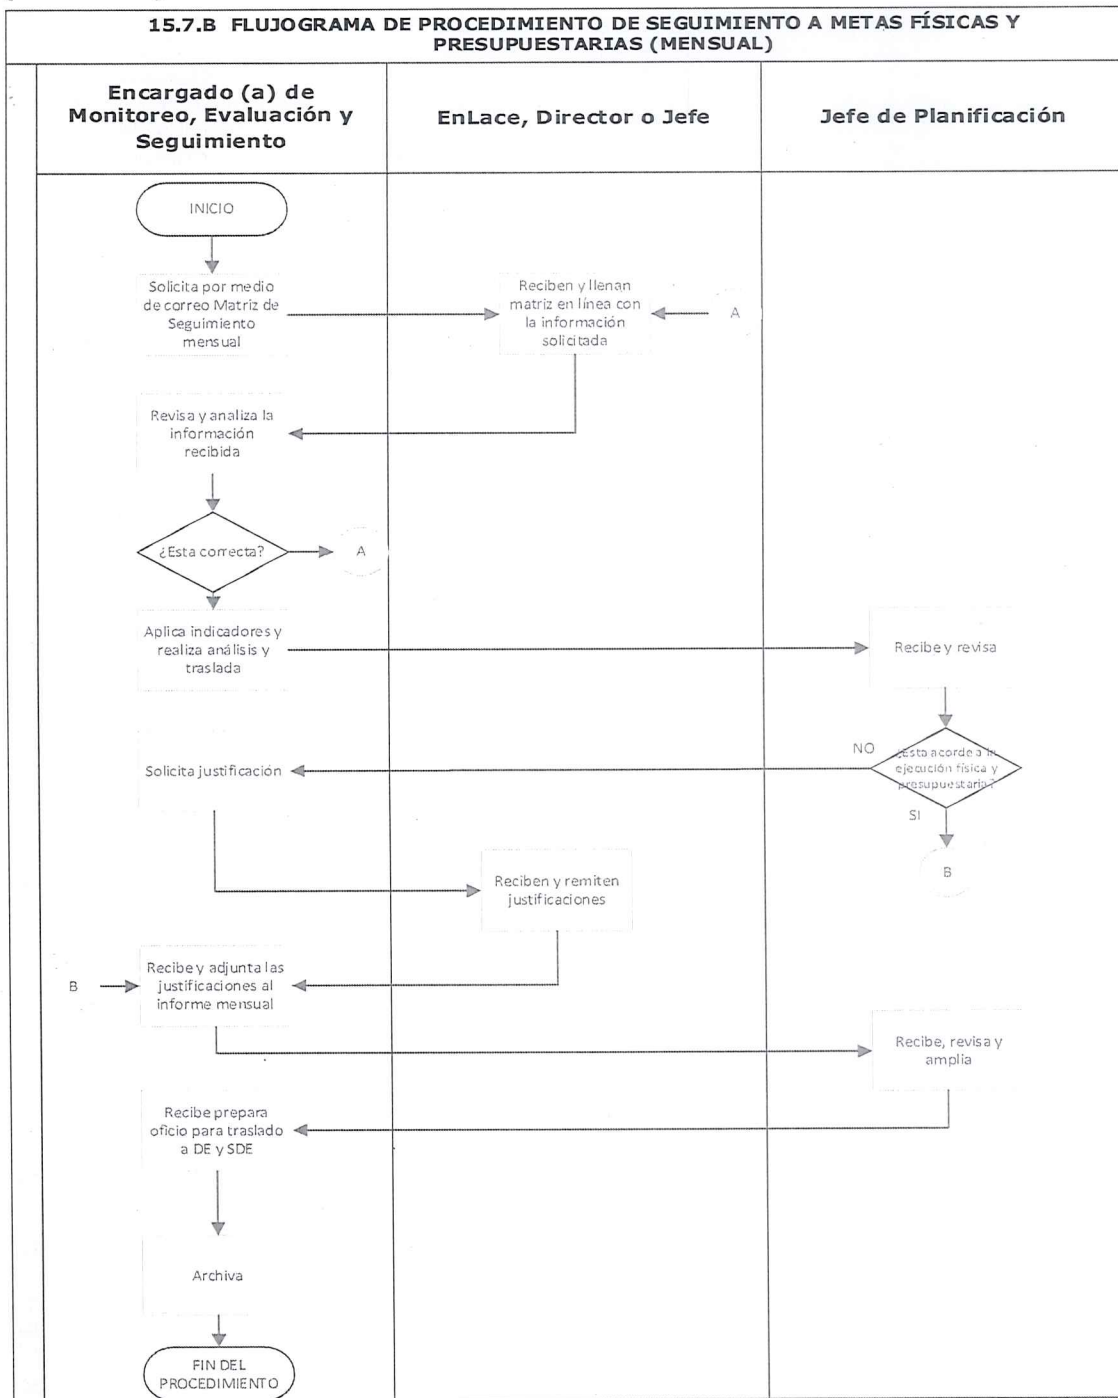 15.7.B FLUJOGRAMA DE PROCEDIMIENTO DE SEGUIMIENTO A METAS FÍSICAS Y
PRESUPUESTARIAS (MENSUAL)
Encargado (a) de
Monitoreo, Evaluación y
Seguimiento
EnLace, Director o Jefe
Jefe de Planificación
INICIO
Solicita por medio
de correo Matriz de
Seguimiento
mensual
Reciben y llenan
matriz en línea con
la información
solicitada
A
Revisa y analiza la
información
recibida
¿Esta correcta?
A
Aplica indicadores y
realiza análisis y
traslada
Recibe y revisa
NO
¿Esta acorde a la
ejecución física y
presupuestaria?
SI
B
Solicita justificación
Reciben y remiten
justificaciones
B
Recibe y adjunta las
justificaciones al
informe mensual
Recibe, revisa y
amplia
Recibe prepara
oficio para traslado
a DE y SDE
Archiva
FIN DEL
PROCEDIMIENTO